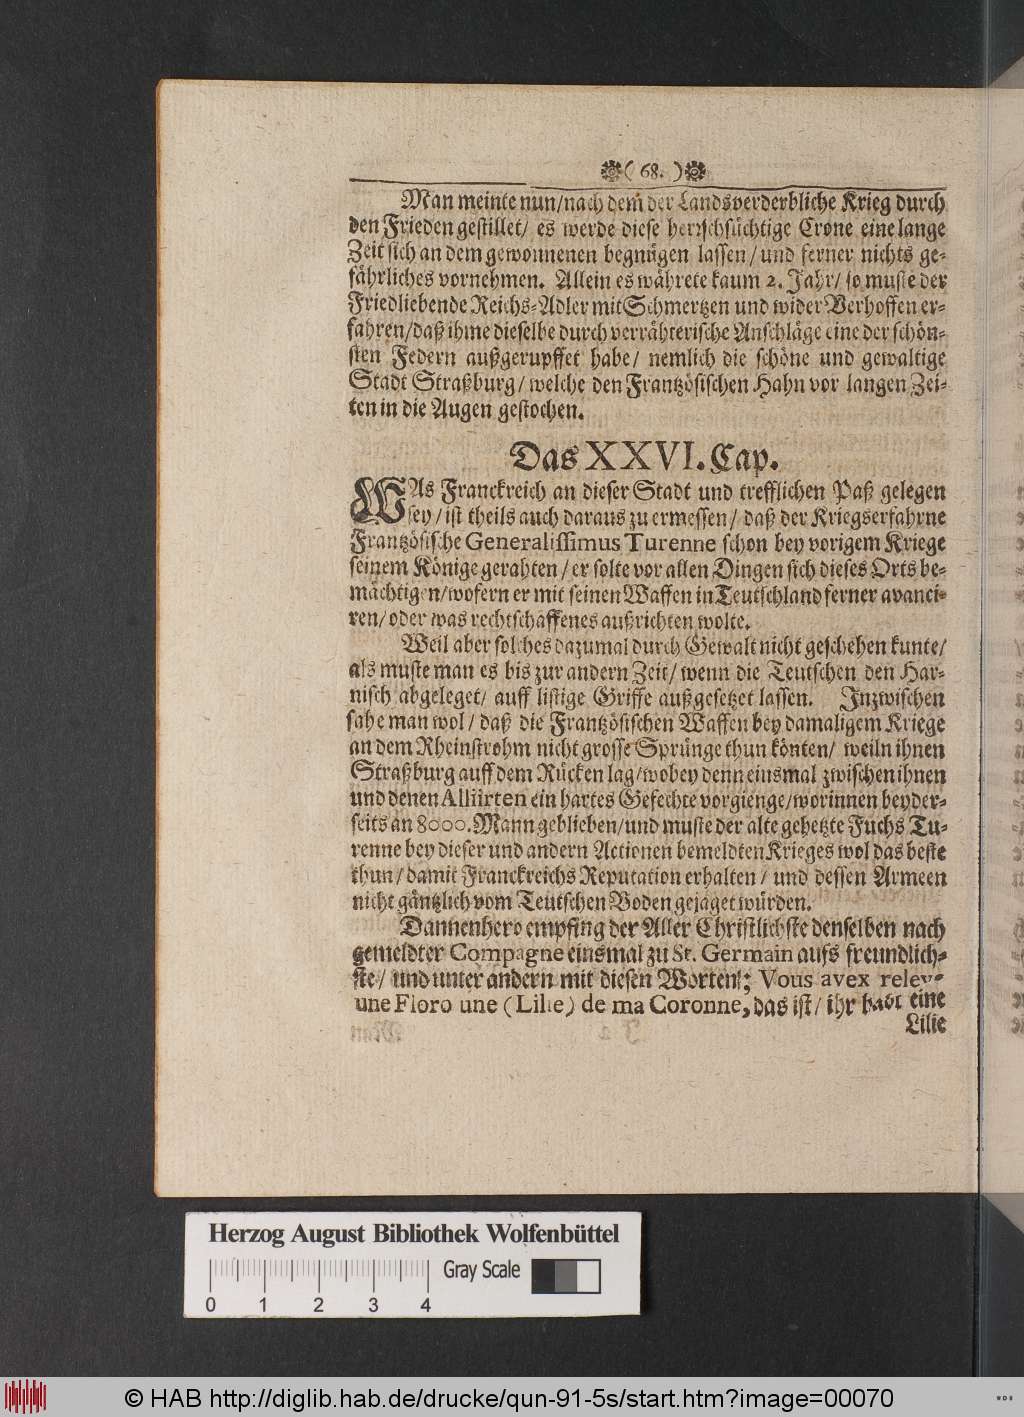 ( 68. )
Man meinte nun/nach dem der Landsverderbliche Krieg durch
den Frieden gestillet/ es werde diese herrschsüchtige Crone eine lange
Zeit sich an dem gewonnenen begnügen lassen/ und ferner nichts ge-
fährliches vornehmen. Allein es währete kaum 2. Jahr/ so muste der
Friedliebende Reichs-Adler mit Schmertzen und wider Verhoffen er-
fahren/daß ihme dieselbe durch verrähterische Anschläge eine der schön-
sten Federn außgerupffet habe/ nemlich die schöne und gewaltige
Stadt Straßburg/ welche den Frantzösischen Hahn vor langen Zei-
ten in die Augen gestochen.
Das XXVI. Cap.
WAs Franckreich an dieser Stadt und trefflichen Paß gelegen
sey/ ist theils auch daraus zu ermessen/ daß der Kriegserfahrne
Frantzösische Generalissimus Turenne schon bey vorigem Kriege
seinem Könige gerahten/ er solte vor allen Dingen sich dieses Orts be-
mächtigen/wofern er mit seinen Waffen in Teutschland ferner avanci-
ren/ oder was rechtschaffenes außrichten wolte.
Weil aber solches dazumal durch Gewalt nicht geschehen kunte/
als muste man es bis zur andern Zeit/ wenn die Teutschen den Har-
nisch abgeleget/ auff listige Griffe außgesetzet lassen. Inzwischen
sahe man wol/ daß die Frantzösischen Waffen bey damaligem Kriege
an dem Rheinstrohm nicht grosse Sprünge thun könten/ weiln ihnen
Straßburg auff dem Rücken lag/wobey denn einsmal zwischen ihnen
und denen Alliirten ein hartes Gefechte vorgienge/worinnen beyder-
seits an 8000. Mann geblieben/und muste der alte gehetzte Fuchs Tu-
renne bey dieser und andern Actionen bemeldten Krieges wol das beste
thun/ damit Franckreichs Reputation erhalten/ und dessen Armeen
nicht gäntzlich vom Teutschen Boden gejaget würden.
Dannenhero empfing der Aller Christlichste denselben nach
gemeldter Compagne einsmal zu St. Germain aufs freundlich-
ste/ und unter andern mit diesen Worten: Vous avex relev-
une Floro une (Lilie) de ma Coronne, das ist/ ihr habt eine
Lilie
Herzog August Bibliothek Wolfenbüttel
Gray Scale
0 1 2 3 4
© HAB http://diglib.hab.de/drucke/qun-91-5s/start.htm?image=00070